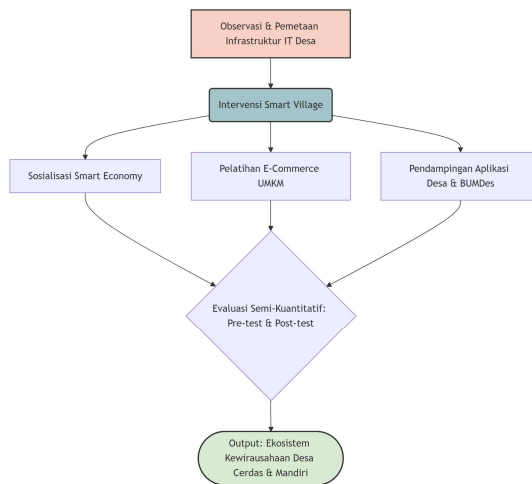 Observasi & Pemetaan
Infrastruktur IT Desa
Intervensi Smart Village
Sosialisasi Smart Economy
Pelatihan E-Commerce
UMKM
Pendampingan Aplikasi
Desa & BUMDes
Evaluasi Semi-Kuantitatif:
Pre-test & Post-test
Output: Ekosistem
Kewirausahaan Desa
Cerdas & Mandiri